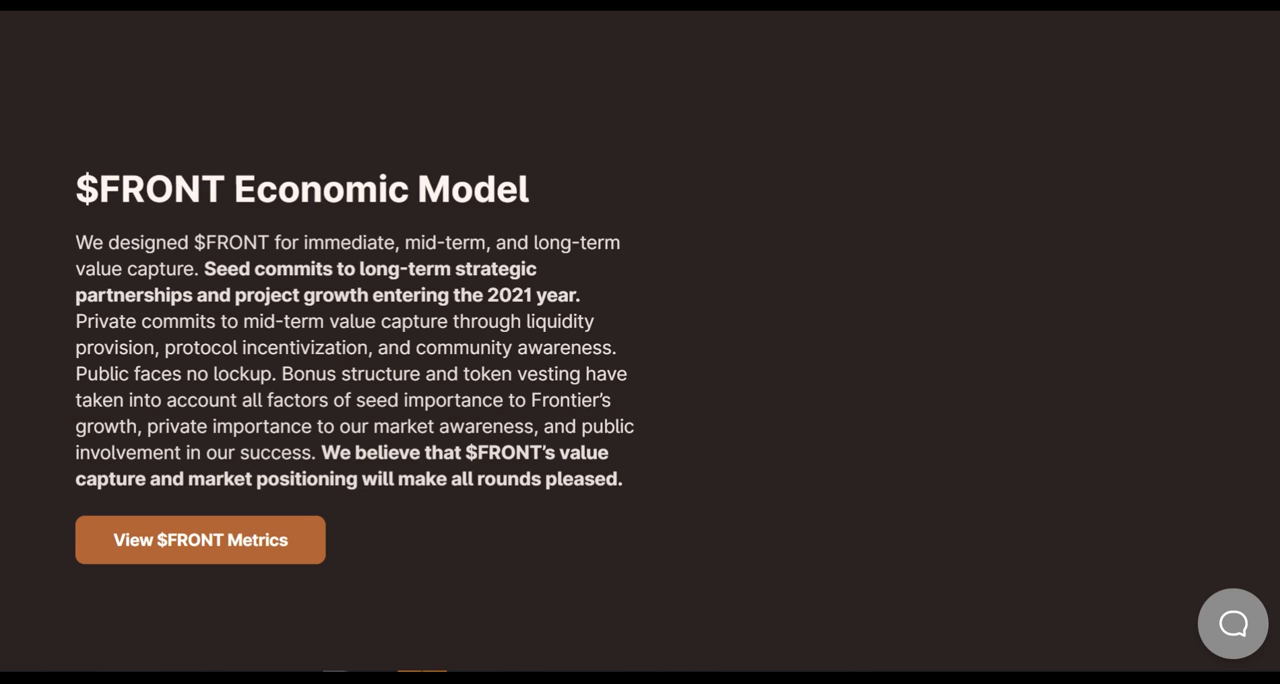 $FRONT Economic Model
We designed $FRONT for immediate, mid-term, and long-term
value capture. Seed commits to long-term strategic
partnerships and project growth entering the 2021 year.
Private commits to mid-term value capture through liquidity
provision, protocol incentivization, and community awareness.
Public faces no lockup. Bonus structure and token vesting have
taken into account all factors of seed importance to Frontier’s
growth, private importance to our market awareness, and public
involvement in our success. We believe that $FRONT’s value
capture and market positioning will make all rounds pleased.
View $FRONT Metrics